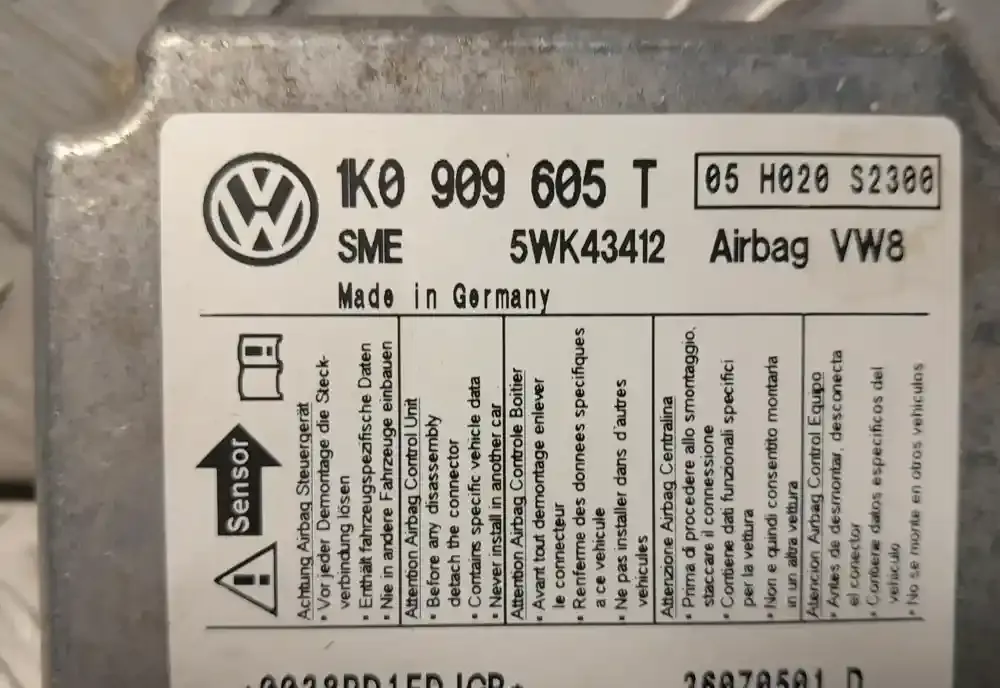 1K0 909 605 T
05 H020 S2300
SME 5WK43412 Airbag VW8
Made in Germany
Sensor
Achtung Airbag Steuergerät
• Vor jeder Demontage die Steck-
verbindung lösen
• Enthält fahrzeugspezifische Daten
• Nie in andere Fahrzeuge einbauen
Attention Airbag Control Unit
• Before any disassembly
detach the connector
• Contains specific vehicle data
• Never install in another car
Attention Airbag Controle Boitier
• Avant tout demontage enlever
le connecteur
• Renferme des donnees specifiques
a ce vehicule
• Ne pas installer dans d'autres
vehicules
Attenzione Airbag Centralina
• Prima di procedere allo smontaggio,
staccare il connessione
• Contiene dati funzionali specifici
per la vettura
• Non e quindi consentito montarla
in un altra vettura
Atencion Airbag Control Equipo
• Antes de desmontar, desconecta
el conector
• Contiene datos especificos del
vehiculo
• No se monte en otros vehiculos